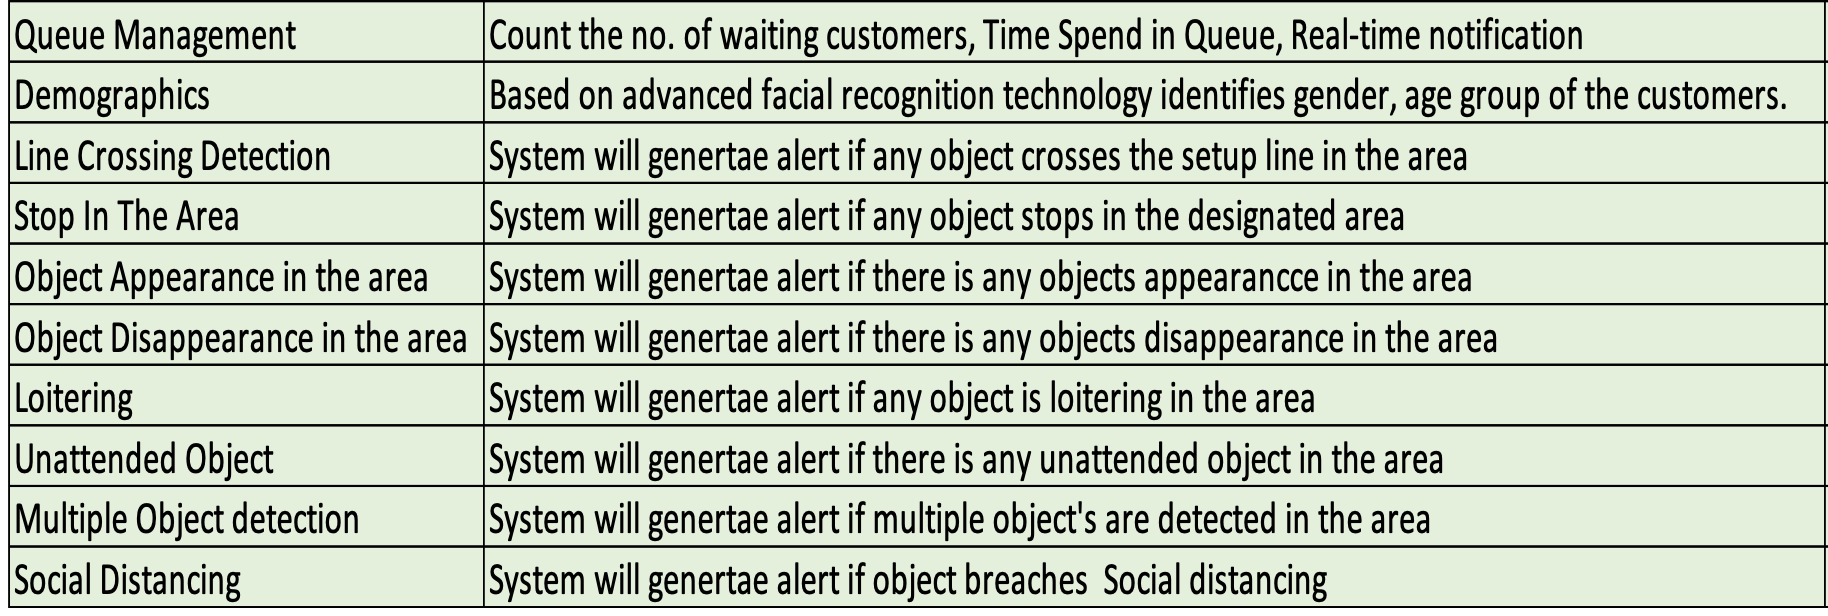 Queue Management Count the no. of waiting customers, Time Spend in Queue, Real-time notification
Demographics Based on advanced facial recognition technology identifies gender, age group of the customers.
Line Crossing Detection System will genertae alert if any object crosses the setup line in the area
Stop In The Area System will genertae alert if any object stops in the designated area
Object Appearance in the area System will genertae alert if there is any objects appearancce in the area
Object Disappearance in the area System will genertae alert if there is any objects disappearance in the area
Loitering System will genertae alert if any object is loitering in the area
Unattended Object System will genertae alert if there is any unattended object in the area
Multiple Object detection System will genertae alert if multiple object's are detected in the area
Social Distancing System will genertae alert if object breaches  Social distancing